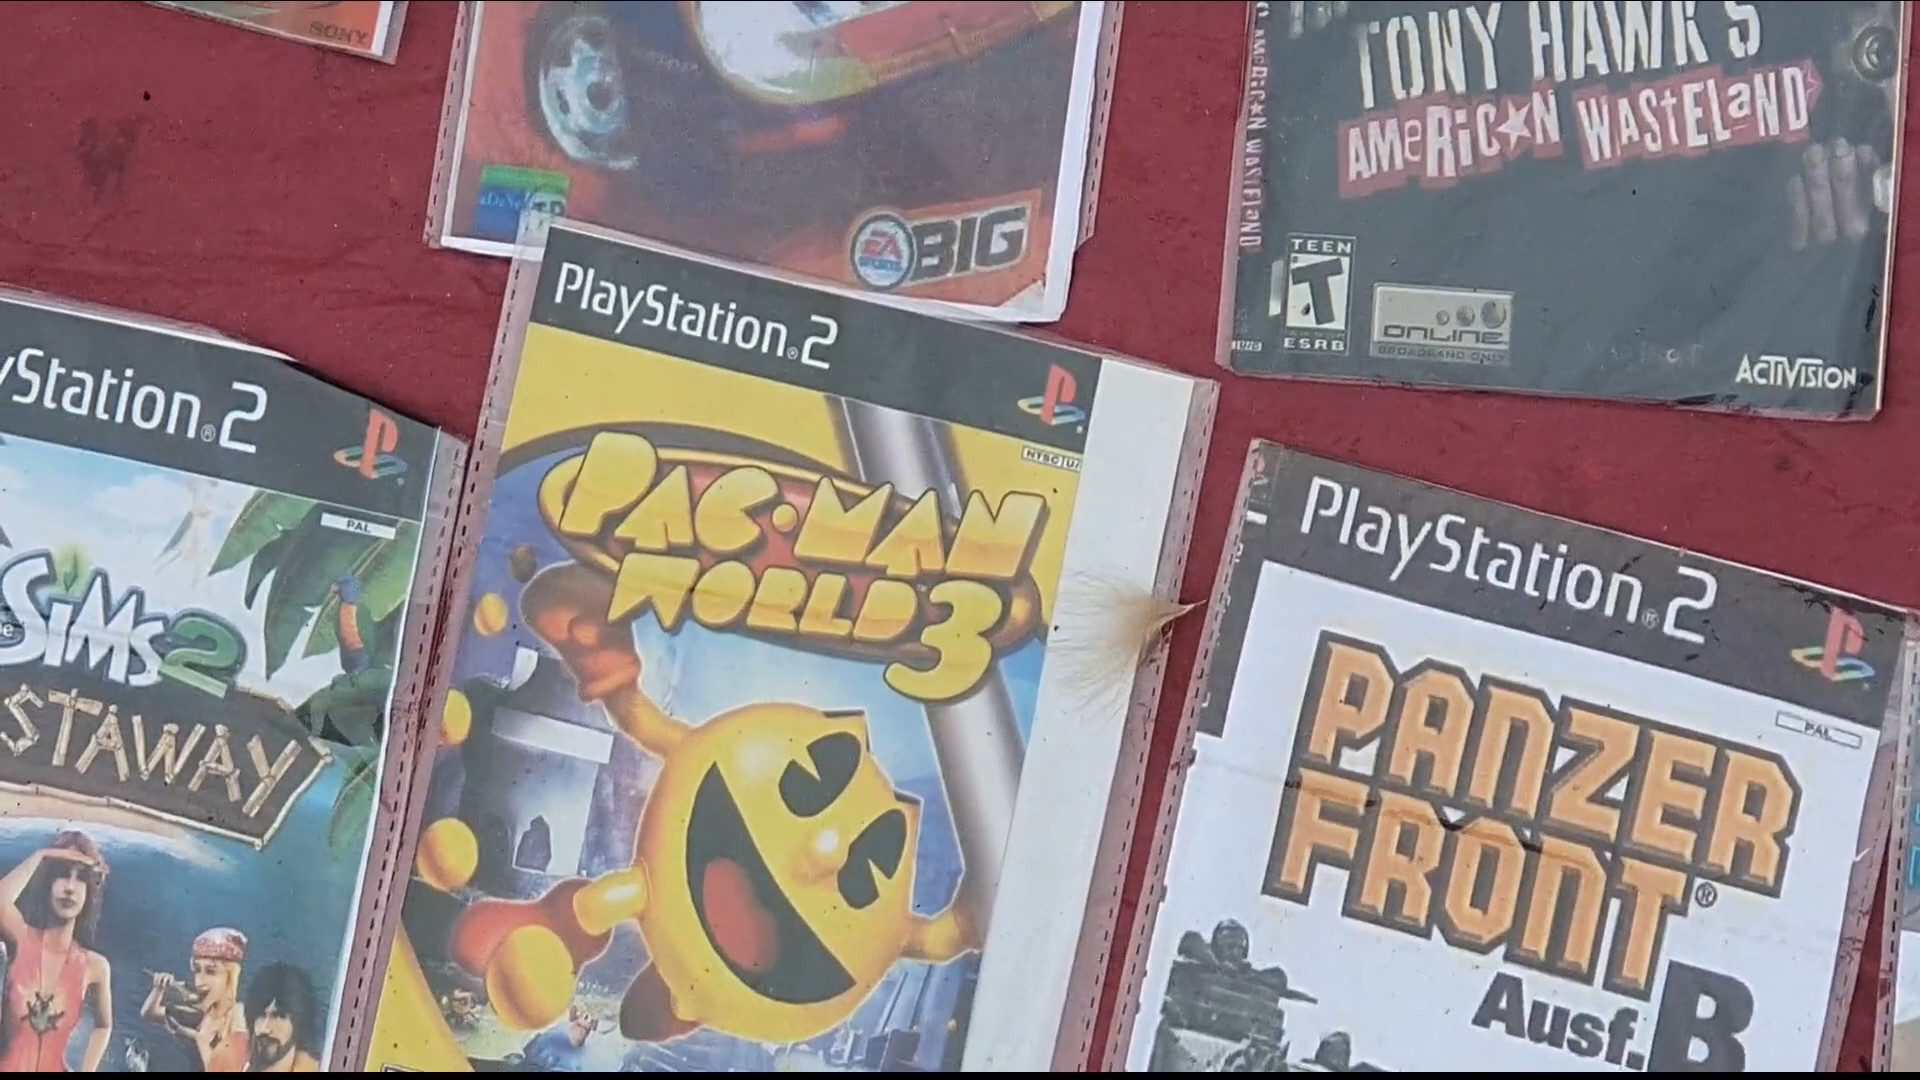 SONY
EA
SPORTS
BIG
TONY HAWK'S
AMERICAN WASTELAND
AMERICAN WASTELAND
TEEN
T
ESRB
ONLINE
BROADBAND ONLY
ACTIVISION
yStation®2
PAL
SIMS 2
STAWAY
PlayStation®2
NTSC U/
PAC-MAN
WORLD 3
PlayStation®2
PAL
PANZER
FRONT®
Ausf.B